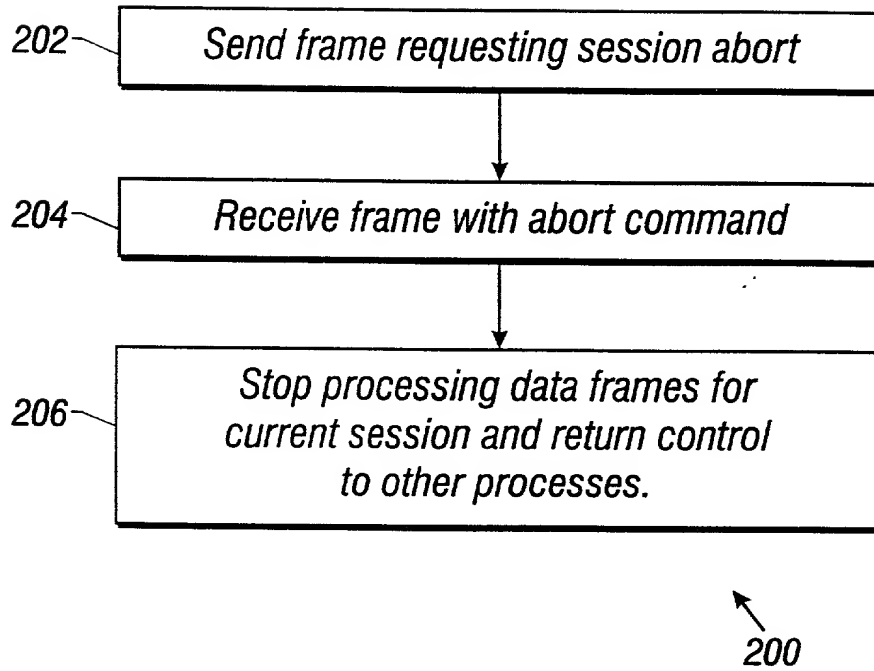 202
Send frame requesting session abort
204
Receive frame with abort command
206
Stop processing data frames for
current session and return control
to other processes.
200